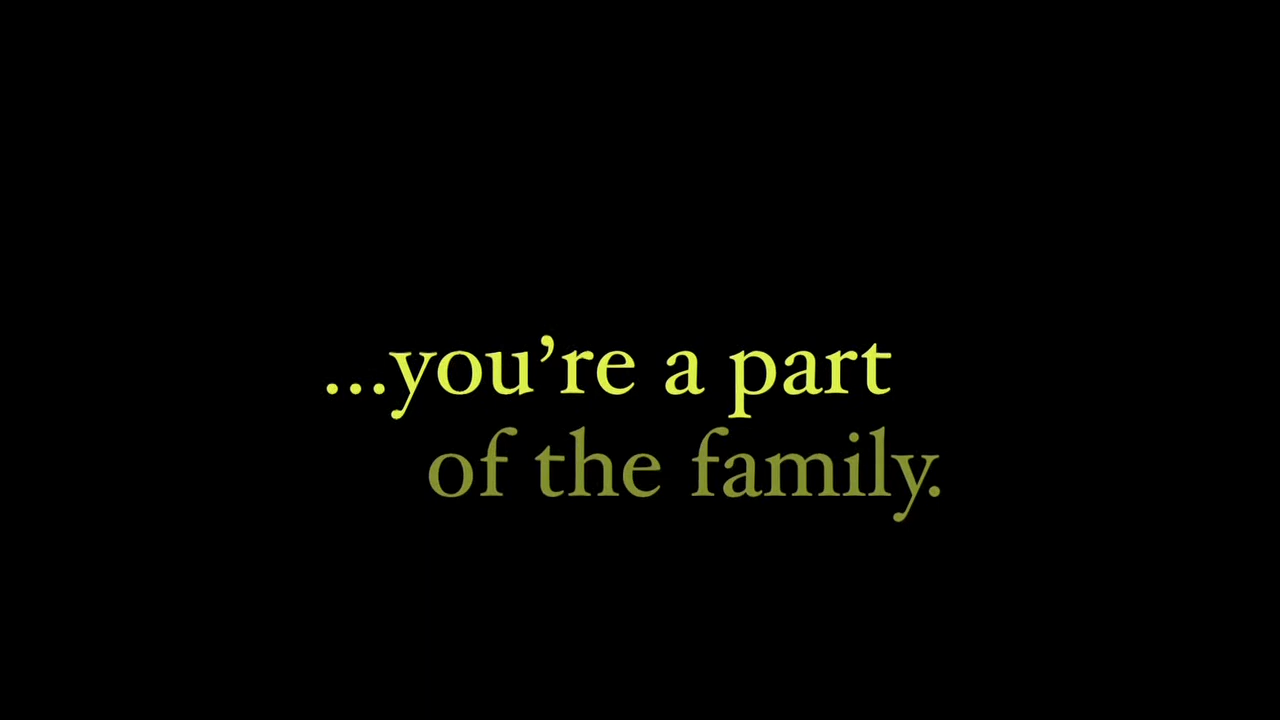 ...you’re a part
of the family.